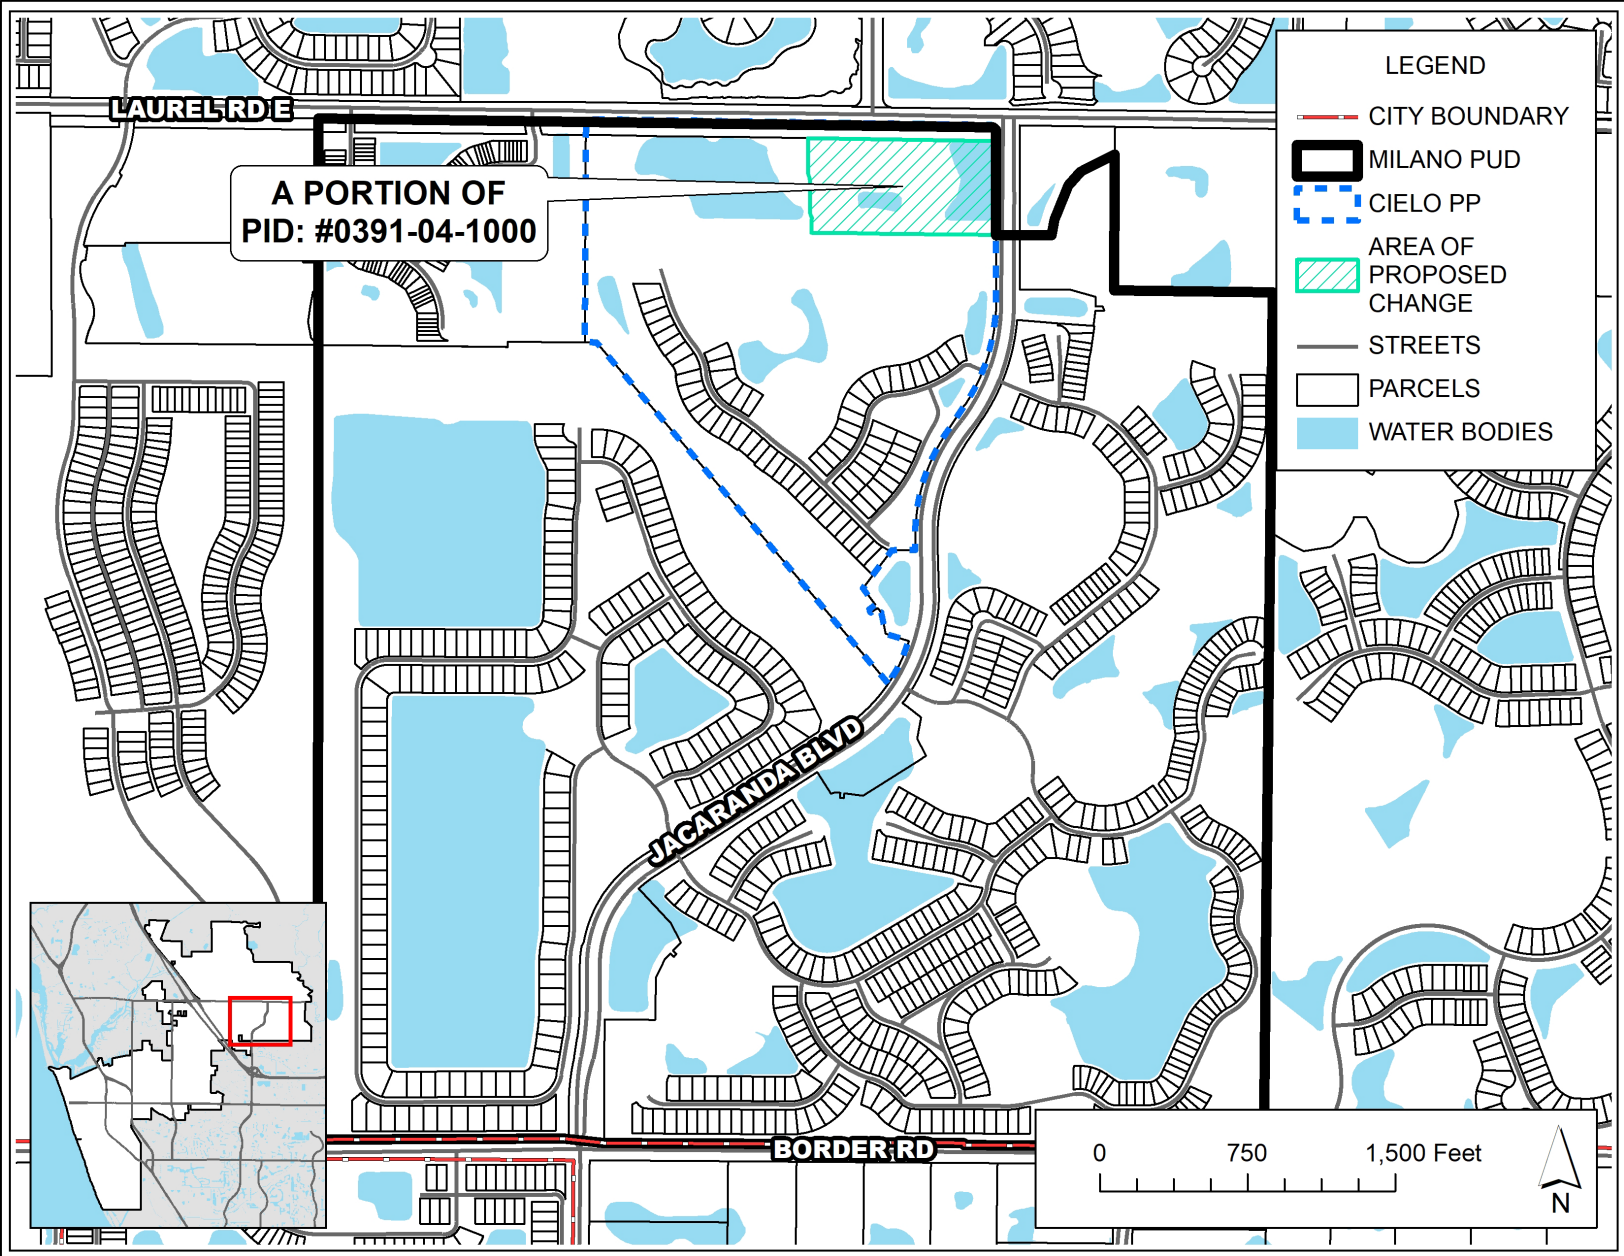 LAUREL RD E
A PORTION OF
PID: #0391-04-1000
JACARANDA BLVD
BORDER RD
LEGEND
CITY BOUNDARY
MILANO PUD
CIELO PP
AREA OF
PROPOSED
CHANGE
STREETS
PARCELS
WATER BODIES
0 750 1,500 Feet
N